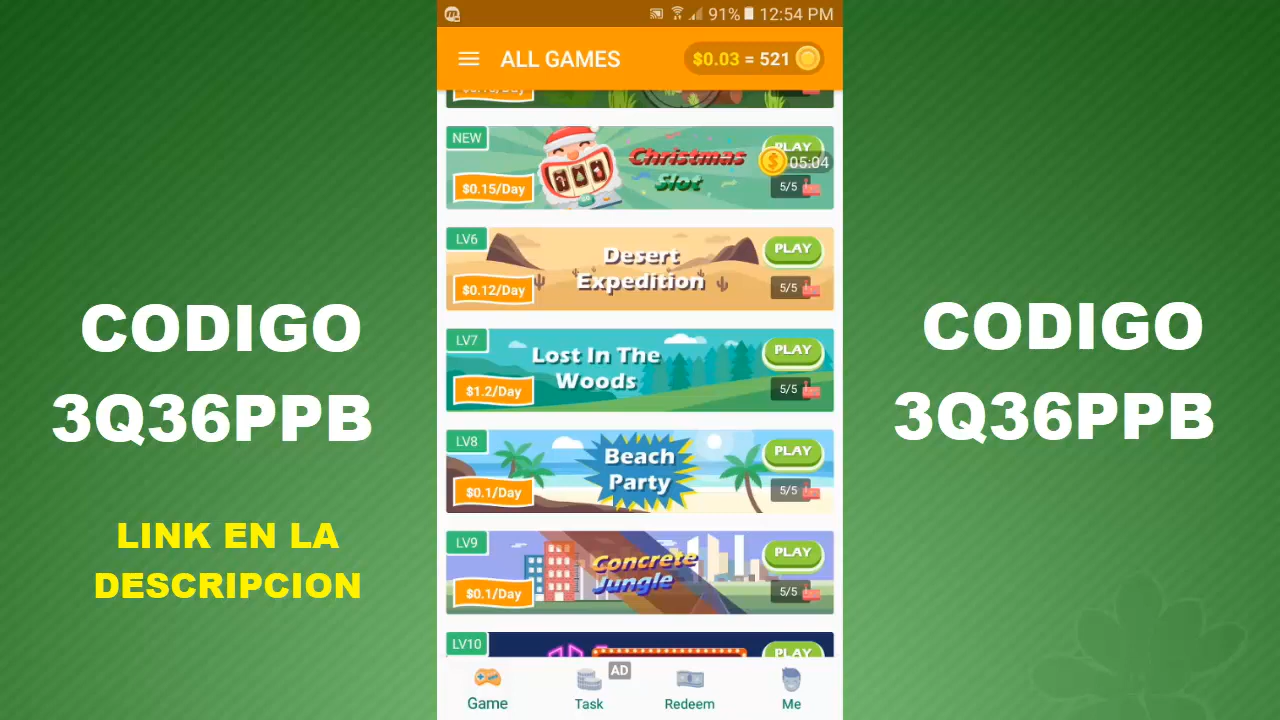 91% 12:54 PM
ALL GAMES
$0.03 = 521
NEW
Christmas
Slot
PLAY
05:04
$0.15/Day
5/5
LV6
Desert
Expedition
PLAY
$0.12/Day
5/5
LV7
Lost In The
Woods
PLAY
$1.2/Day
5/5
LV8
Beach
Party
PLAY
$0.1/Day
5/5
LV9
Concrete
Jungle
PLAY
$0.1/Day
5/5
LV10
PLAY
Game
Task
AD
Redeem
Me
CODIGO
3Q36PPB
LINK EN LA
DESCRIPCION
CODIGO
3Q36PPB